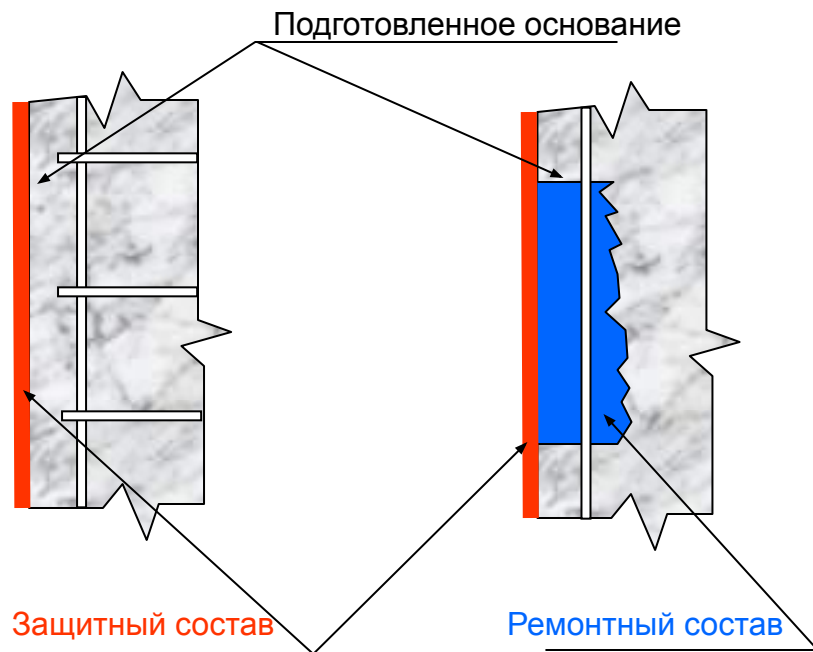 Подготовленное основание
Защитный состав
Ремонтный состав